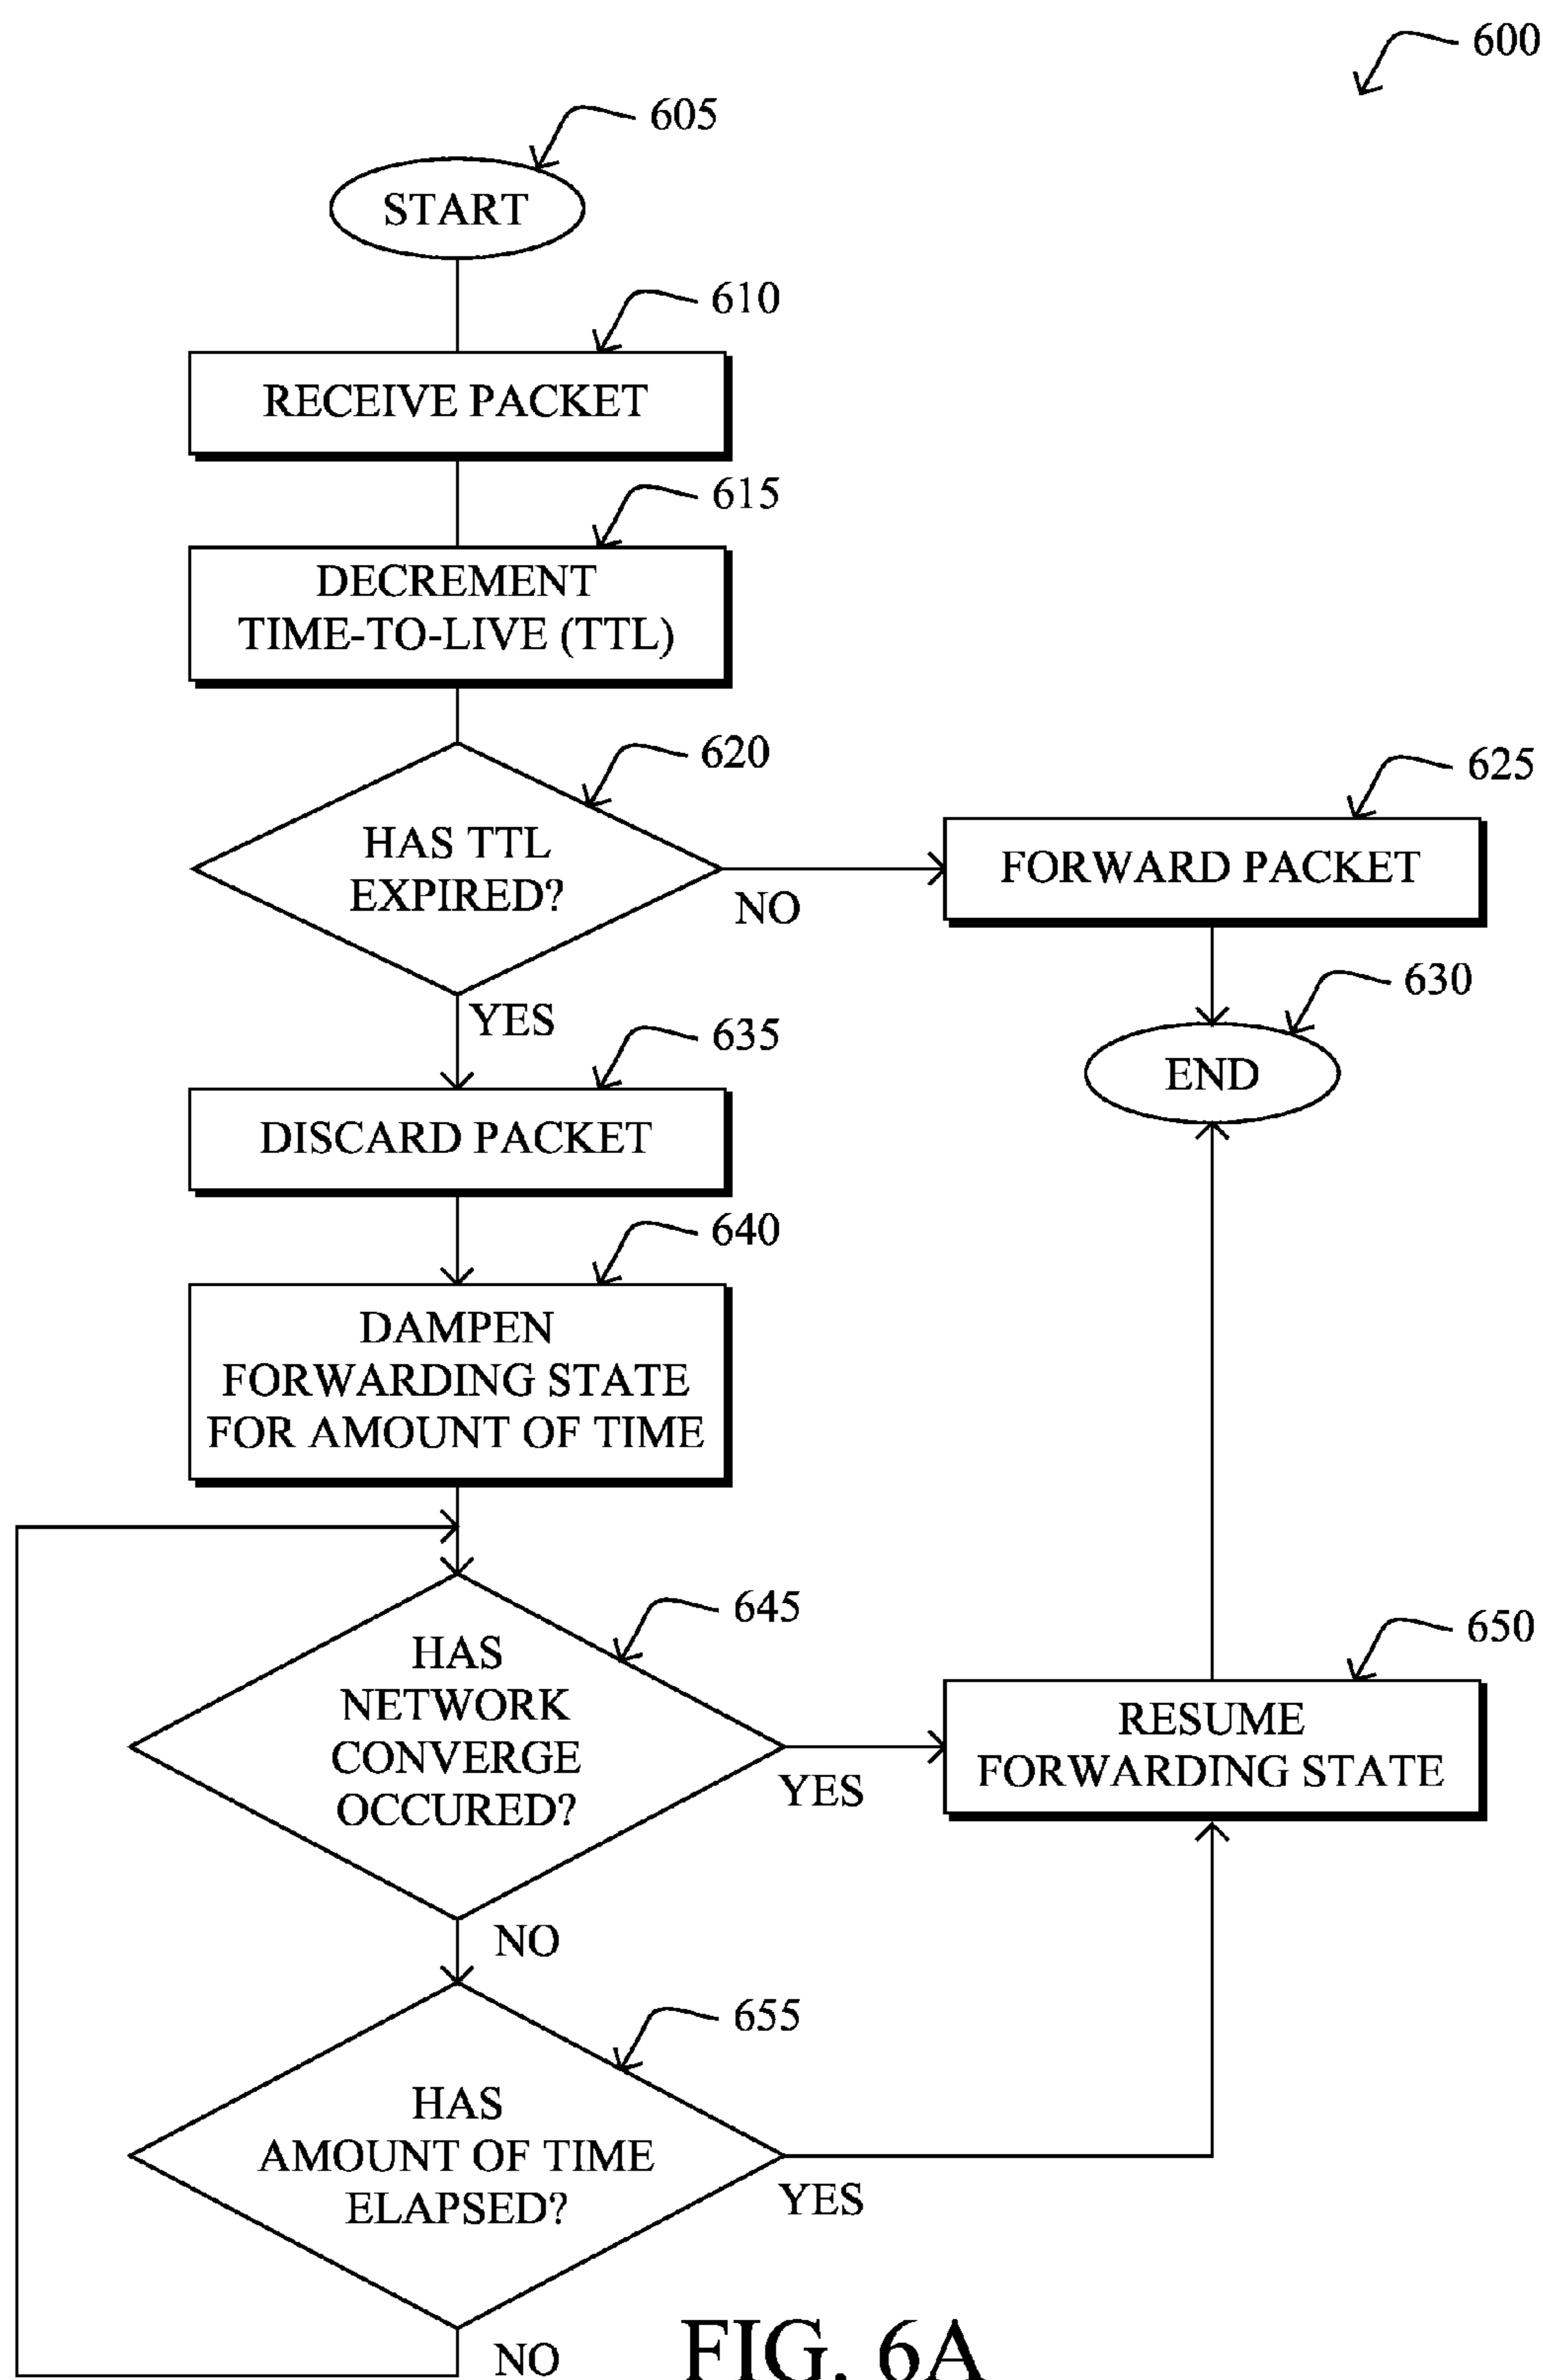 600
605
START
610
RECEIVE PACKET
615
DECREMENT
TIME-TO-LIVE (TTL)
620
HAS TTL
EXPIRED?
NO
625
FORWARD PACKET
630
END
YES
635
DISCARD PACKET
640
DAMPEN
FORWARDING STATE
FOR AMOUNT OF TIME
645
HAS
NETWORK
CONVERGE
OCCURED?
YES
650
RESUME
FORWARDING STATE
NO
655
HAS
AMOUNT OF TIME
ELAPSED?
YES
NO
FIG. 6A